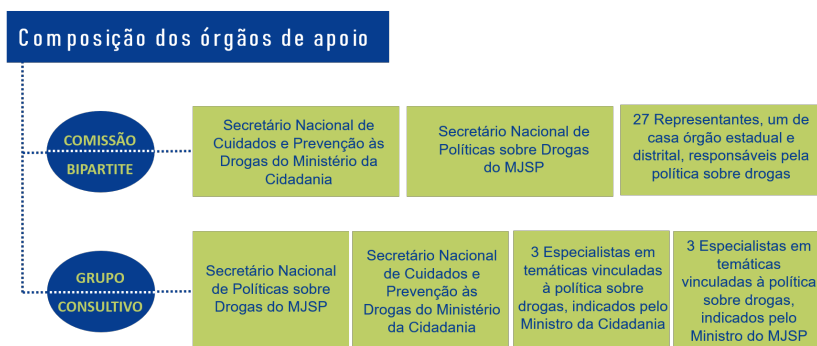 Composição dos órgãos de apoio
COMISSÃO
BIPARTITE
Secretário Nacional de
Cuidados e Prevenção às
Drogas do Ministério da
Cidadania
Secretário Nacional de
Políticas sobre Drogas
do MJSP
27 Representantes, um de
casa órgão estadual e
distrital, responsáveis pela
política sobre drogas
GRUPO
CONSULTIVO
Secretário Nacional
de Políticas sobre
Drogas do MJSP
Secretário Nacional
de Cuidados e
Prevenção às
Drogas do Ministério
da Cidadania
3 Especialistas em
temáticas vinculadas
à política sobre
drogas, indicados pelo
Ministro da Cidadania
3 Especialistas em
temáticas
vinculadas à política
sobre drogas,
indicados pelo
Ministro do MJSP